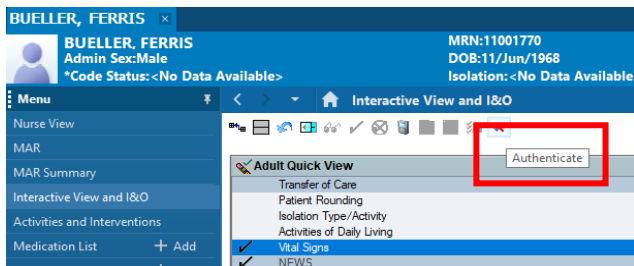 BUELLER, FERRIS ×
BUELLER, FERRIS
Admin Sex:Male
*Code Status:<No Data Available>
MRN:11001770
DOB:11/Jun/1968
Isolation:<No Data Available
Menu
Nurse View
MAR
MAR Summary
Interactive View and I&O
Activities and Interventions
Medication List + Add
Interactive View and I&O
Authenticate
Adult Quick View
Transfer of Care
Patient Rounding
Isolation Type/Activity
Activities of Daily Living
Vital Signs
NEWS